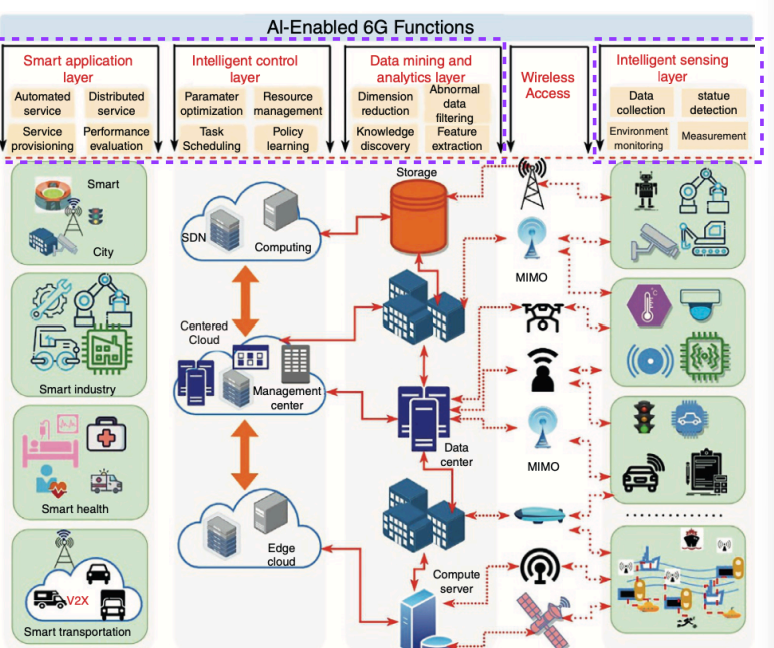 AI-Enabled 6G Functions
Smart application
layer
Automated
service
Distributed
service
Service
provisioning
Performance
evaluation
Intelligent control
layer
Paramater
optimization
Resource
management
Task
Scheduling
Policy
learning
Data mining and
analytics layer
Dimension
reduction
Abnormal
data
filtering
Knowledge
discovery
Feature
extraction
Wireless
Access
Intelligent sensing
layer
Data
collection
statue
detection
Environment
monitoring
Measurement
Smart
City
Smart industry
Smart health
V2X
Smart transportation
SDN
Computing
Centered
Cloud
Management
center
Edge
cloud
Storage
Data
center
Compute
server
MIMO
MIMO
°C